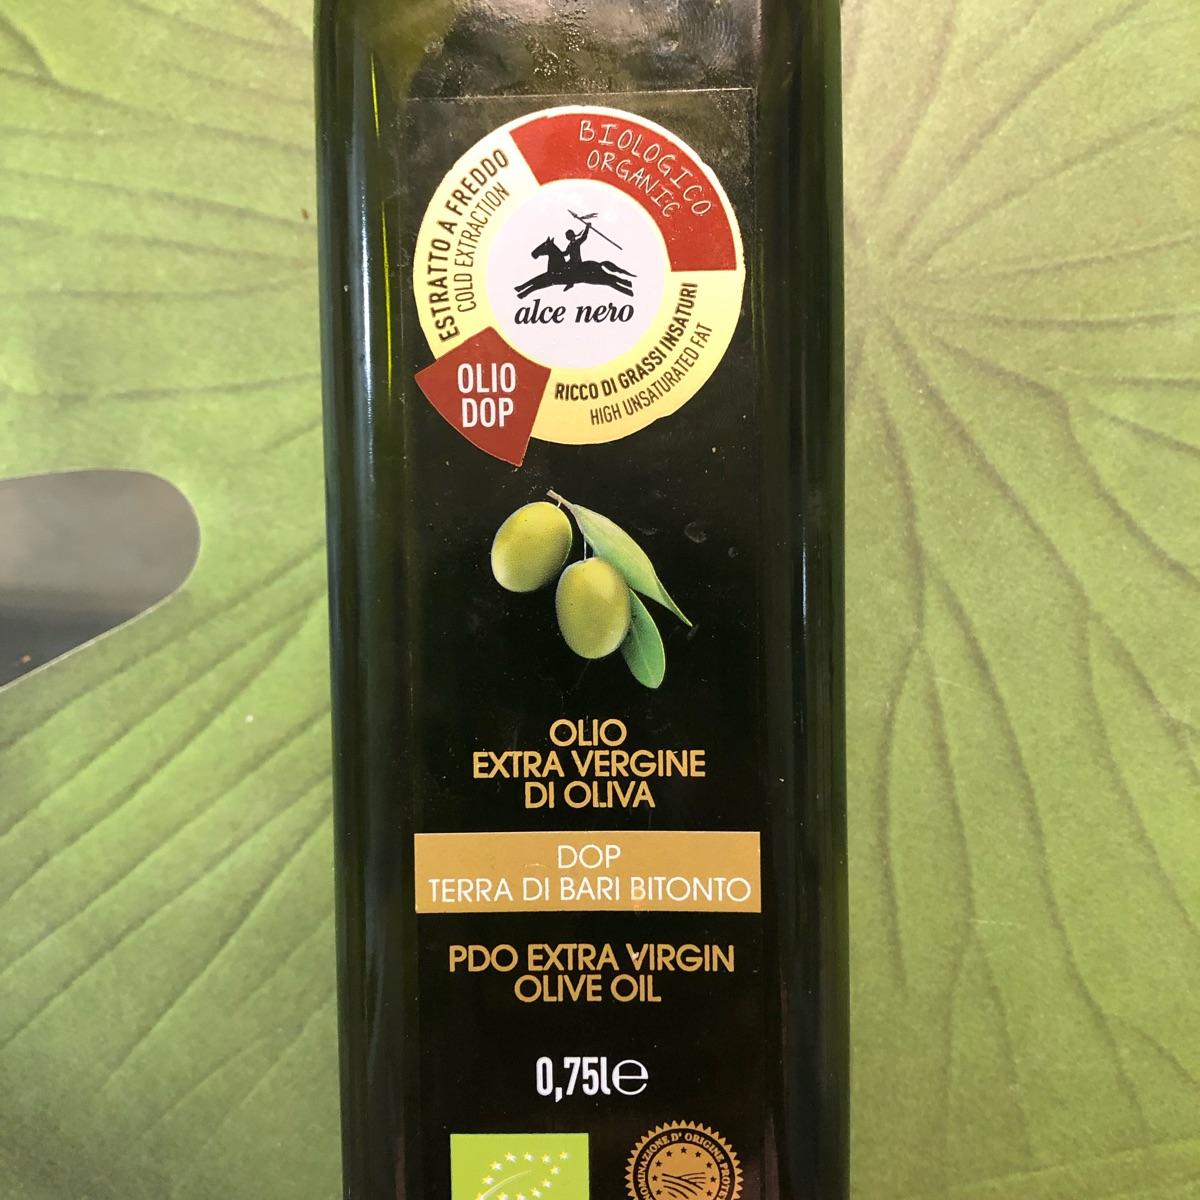 BIOLOGICO
ORGANIC
ESTRATTO A FREDDO
COLD EXTRACTION
alce nero
RICCO DI GRASSI INSATURI
HIGH UNSATURATED FAT
OLIO
DOP
OLIO
EXTRA VERGINE
DI OLIVA
DOP
TERRA DI BARI BITONTO
PDO EXTRA VIRGIN
OLIVE OIL
0,75l℮
D'ORIGINE